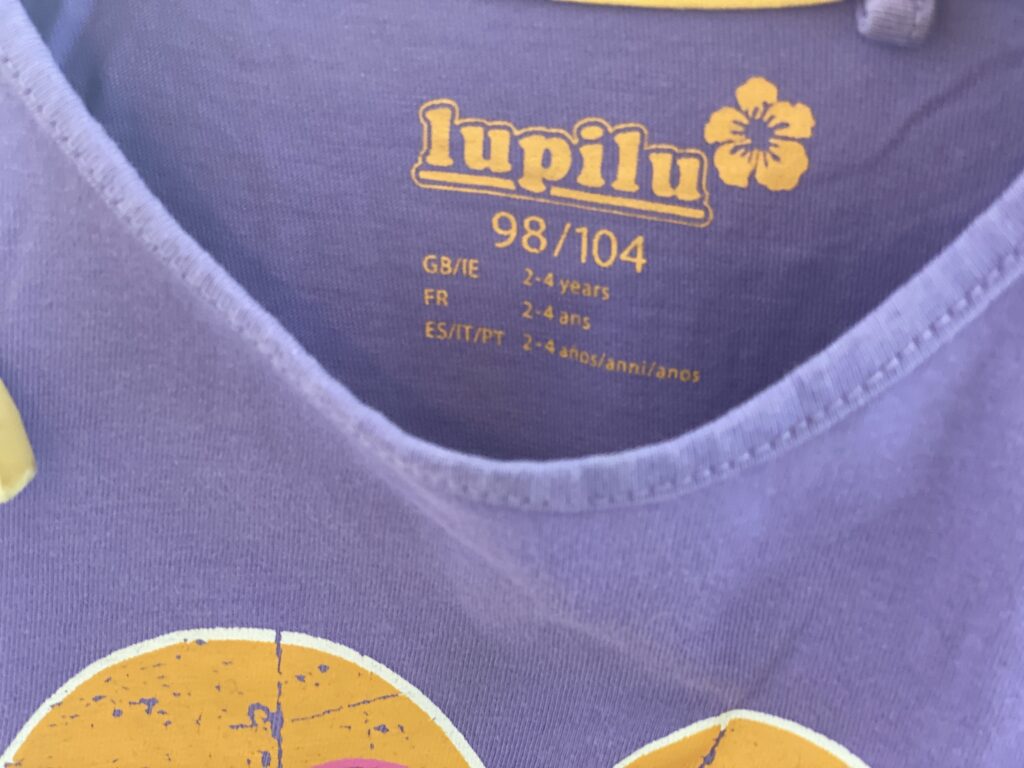 lupilu
98/104
GB/IE 2-4 years
FR 2-4 ans
ES/IT/PT 2-4 años/anni/anos